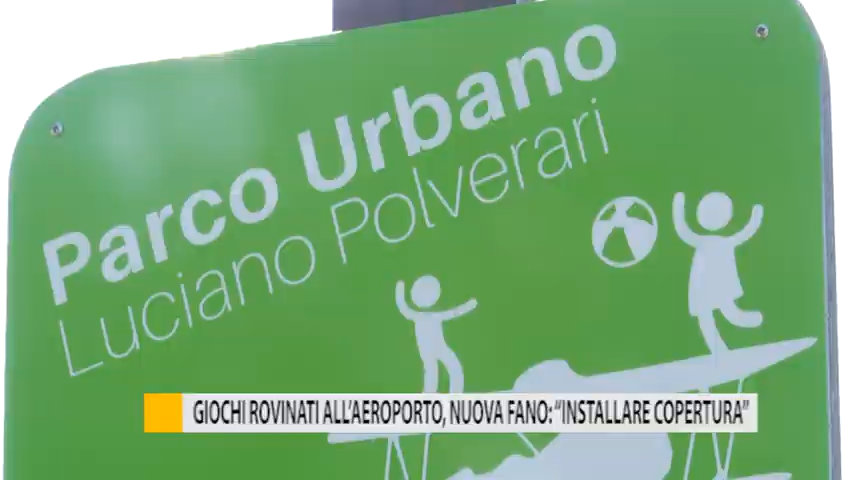 Parco Urbano
Luciano Polverari
GIOCHI ROVINATI ALL'AEROPORTO, NUOVA FANO: “INSTALLARE COPERTURA”